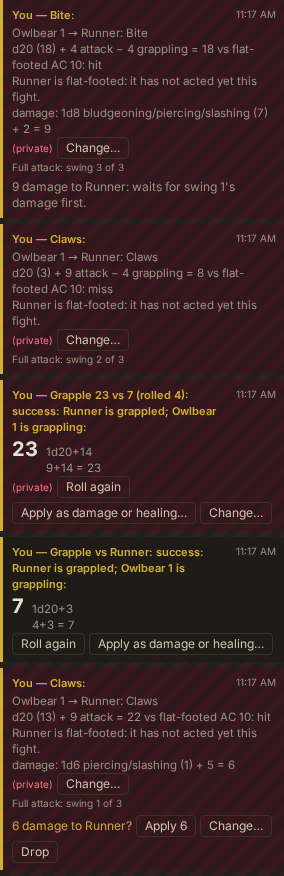 You — Bite: 11:17 AM
Owlbear 1 → Runner: Bite
d20 (18) + 4 attack − 4 grappling = 18 vs flat-
footed AC 10: hit
Runner is flat-footed: it has not acted yet this
fight.
damage: 1d8 bludgeoning/piercing/slashing (7)
+ 2 = 9
(private) Change...
Full attack: swing 3 of 3
9 damage to Runner: waits for swing 1's
damage first.
You — Claws: 11:17 AM
Owlbear 1 → Runner: Claws
d20 (3) + 9 attack − 4 grappling = 8 vs flat-
footed AC 10: miss
Runner is flat-footed: it has not acted yet this
fight.
(private) Change...
Full attack: swing 2 of 3
You — Grapple 23 vs 7 (rolled 4): 11:17 AM
success: Runner is grappled; Owlbear
1 is grappling:
23 1d20+14
9+14 = 23
(private) Roll again
Apply as damage or healing... Change...
You — Grapple vs Runner: success: 11:17 AM
Runner is grappled; Owlbear 1 is
grappling:
7 1d20+3
4+3 = 7
Roll again Apply as damage or healing...
You — Claws: 11:17 AM
Owlbear 1 → Runner: Claws
d20 (13) + 9 attack = 22 vs flat-footed AC 10: hit
Runner is flat-footed: it has not acted yet this
fight.
damage: 1d6 piercing/slashing (1) + 5 = 6
(private) Change...
Full attack: swing 1 of 3
6 damage to Runner? Apply 6 Change...
Drop